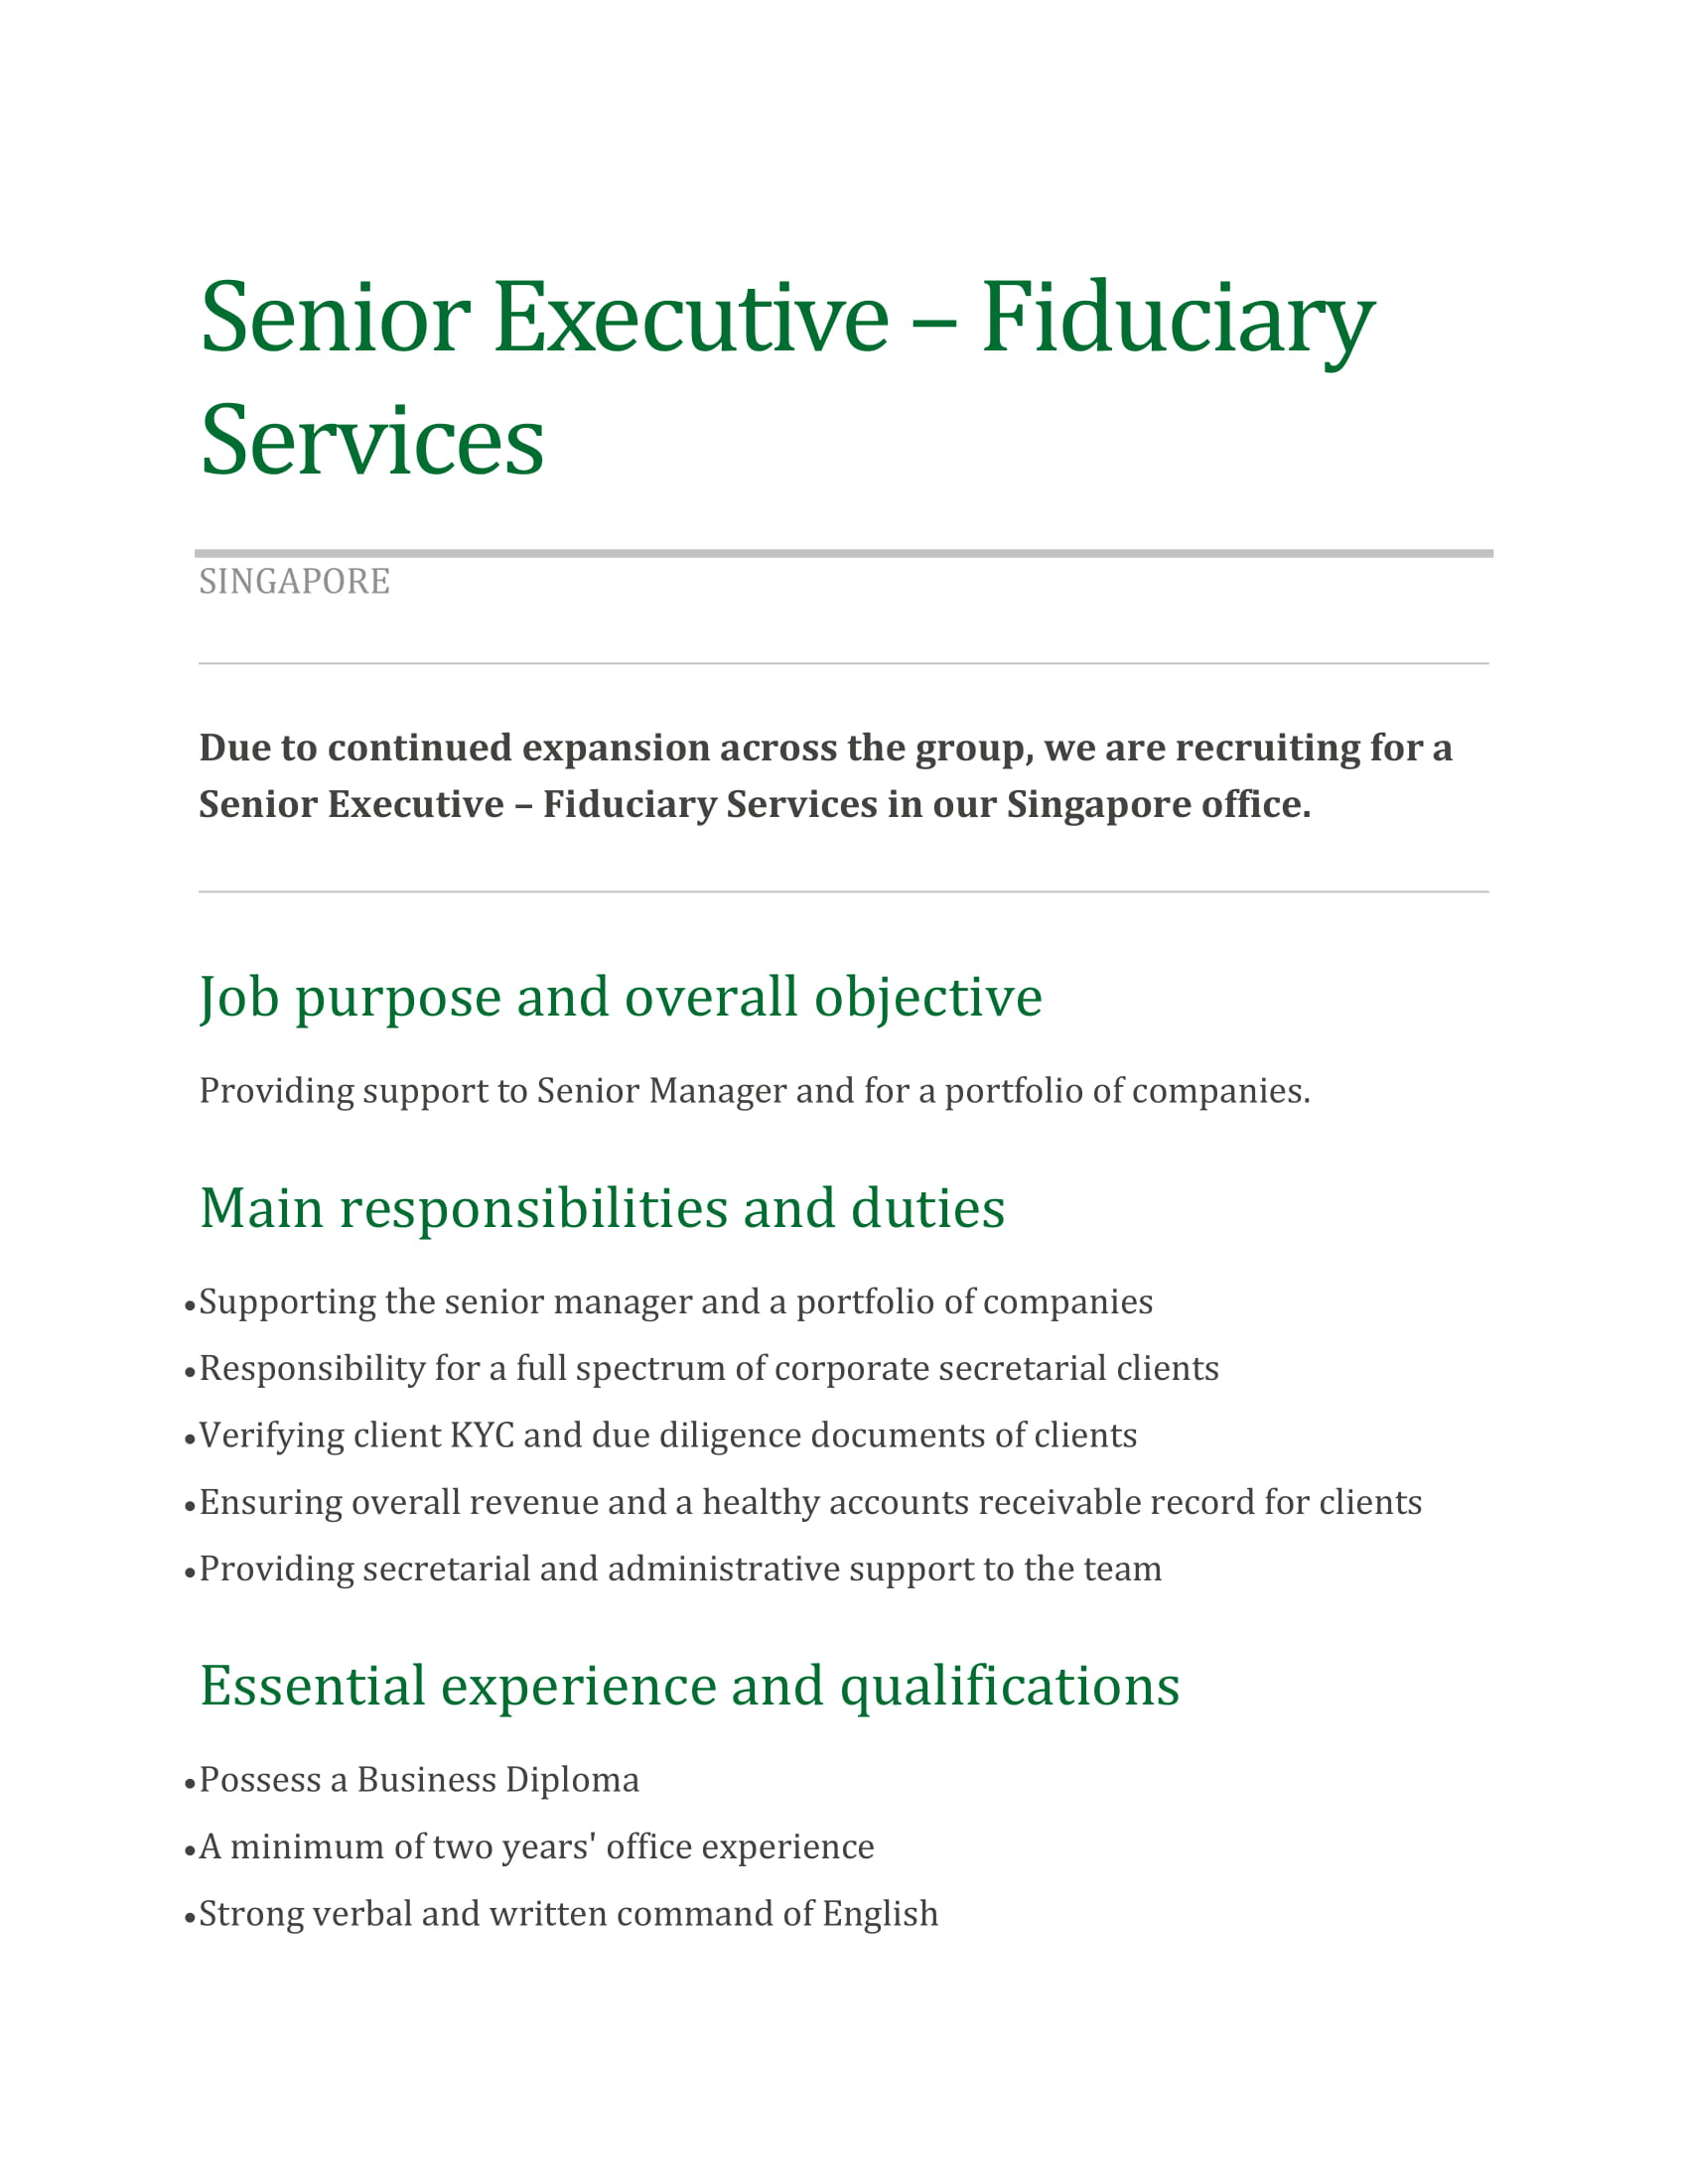 Senior Executive – Fiduciary
Services
SINGAPORE
Due to continued expansion across the group, we are recruiting for a
Senior Executive – Fiduciary Services in our Singapore office.
Job purpose and overall objective
Providing support to Senior Manager and for a portfolio of companies.
Main responsibilities and duties
•Supporting the senior manager and a portfolio of companies
•Responsibility for a full spectrum of corporate secretarial clients
•Verifying client KYC and due diligence documents of clients
•Ensuring overall revenue and a healthy accounts receivable record for clients
•Providing secretarial and administrative support to the team
Essential experience and qualifications
•Possess a Business Diploma
•A minimum of two years' office experience
•Strong verbal and written command of English